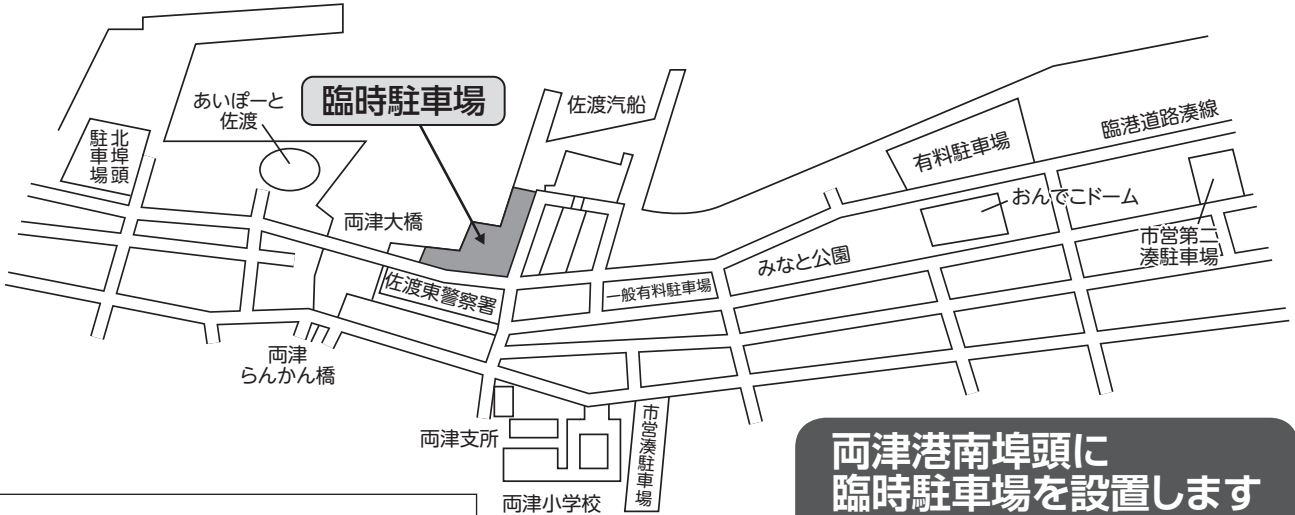 臨時駐車場
あいぽーと
佐渡
佐渡汽船
北埠頭
駐車場
有料駐車場
臨港道路湊線
両津大橋
おんでこドーム
市営第二
湊駐車場
みなと公園
佐渡東警察署
一般有料駐車場
両津
らんかん橋
両津支所
市営湊駐車場
両津小学校
両津港南埠頭に
臨時駐車場を設置します